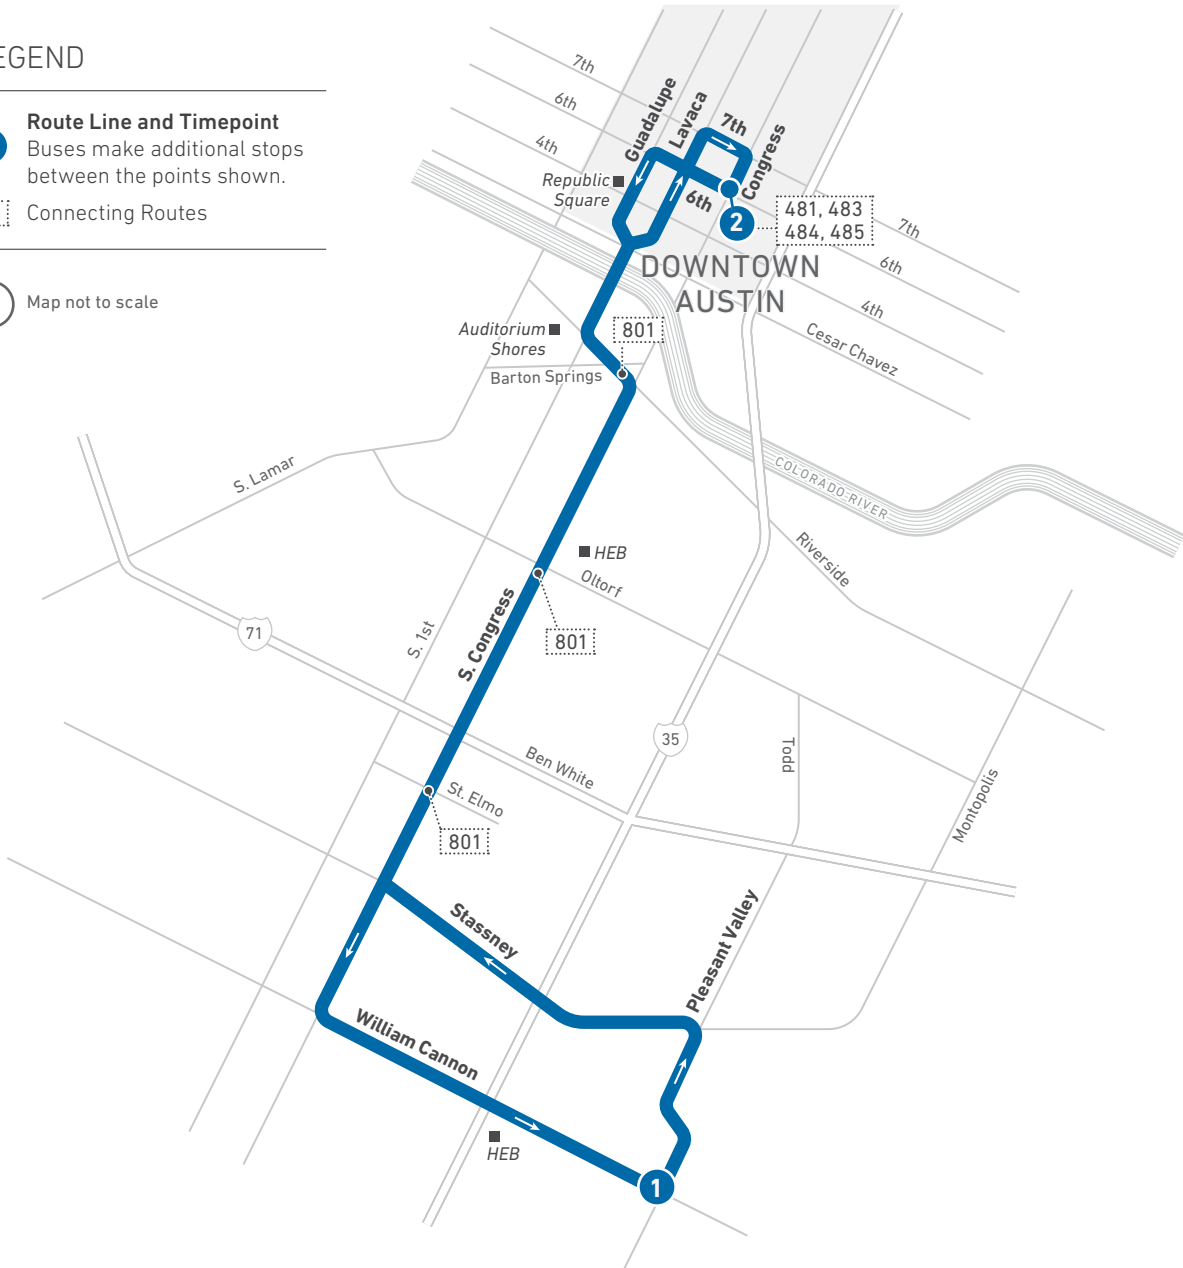 EGEND
Route Line and Timepoint
Buses make additional stops
between the points shown.
Connecting Routes
Map not to scale
7th
6th
4th
Guadalupe
Lavaca
7th
Congress
Republic
Square
6th
2
481, 483
484, 485
7th
6th
4th
Cesar Chavez
DOWNTOWN
AUSTIN
Auditorium
Shores
801
Barton Springs
COLORADO RIVER
S. Lamar
HEB
Oltorf
Riverside
801
S. 1st
S. Congress
71
35
Ben White
Todd
Montopolis
St. Elmo
801
Stassney
Pleasant Valley
William Cannon
HEB
1